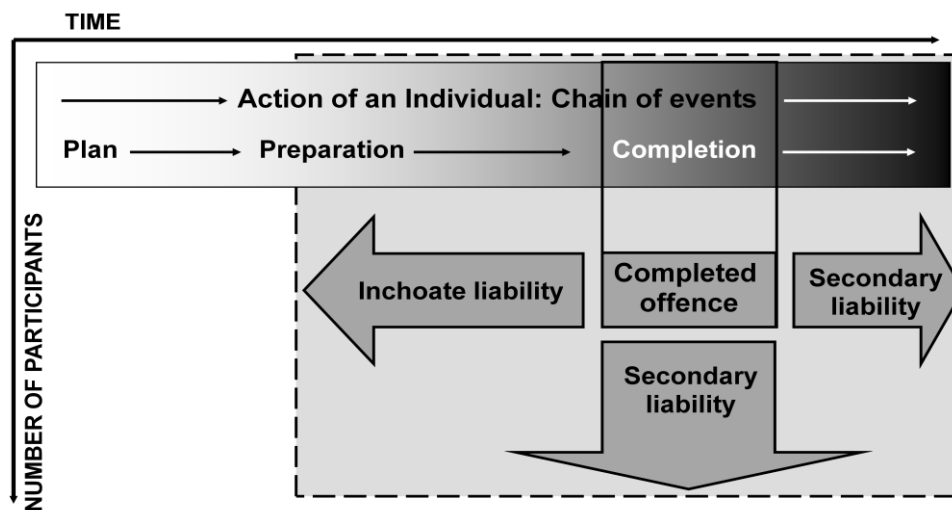 TIME
Action of an Individual: Chain of events
Plan Preparation Completion
NUMBER OF PARTICIPANTS
Inchoate liability
Completed
offence
Secondary
liability
Secondary
liability